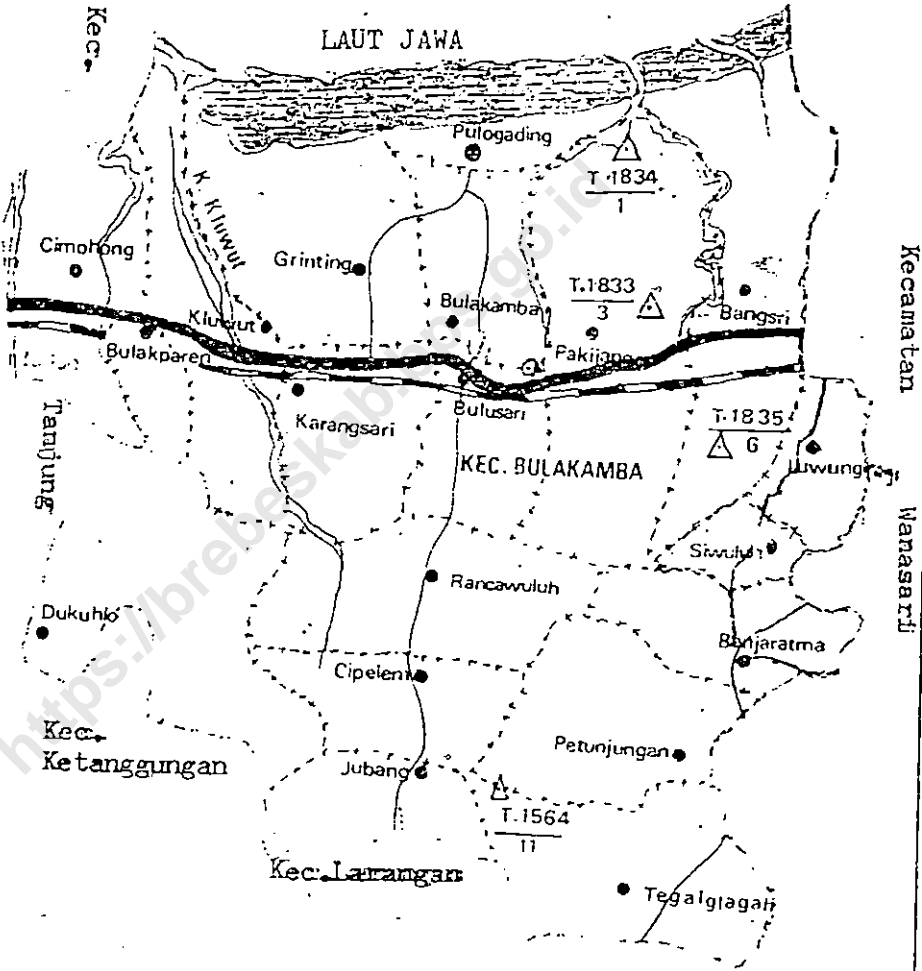 LAUT JAWA
Kec.
Pulogading
T.1834
1
K. Kluwut
Cimohong
Grinting
T.1833
3
Kecamatan
Bulakamba
Bangsri
Kluwut
Pakijang
Bulakparen
Karangsari
Bulusari
Tanjung
T.1835
6
KEC. BULAKAMBA
Luwungragi
Wanasari
Siwuluh
Rancawuluh
Dukuhlo
Banjaratma
Cipelem
Kec.
Ketanggungan
Petunjungan
Jubang
T.1564
11
Kec. Larangan
Tegalglagah
https://brebeskab.bps.go.id